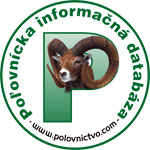 Poľovnícka informačná databáza
P
- www.polovnictvo.com -